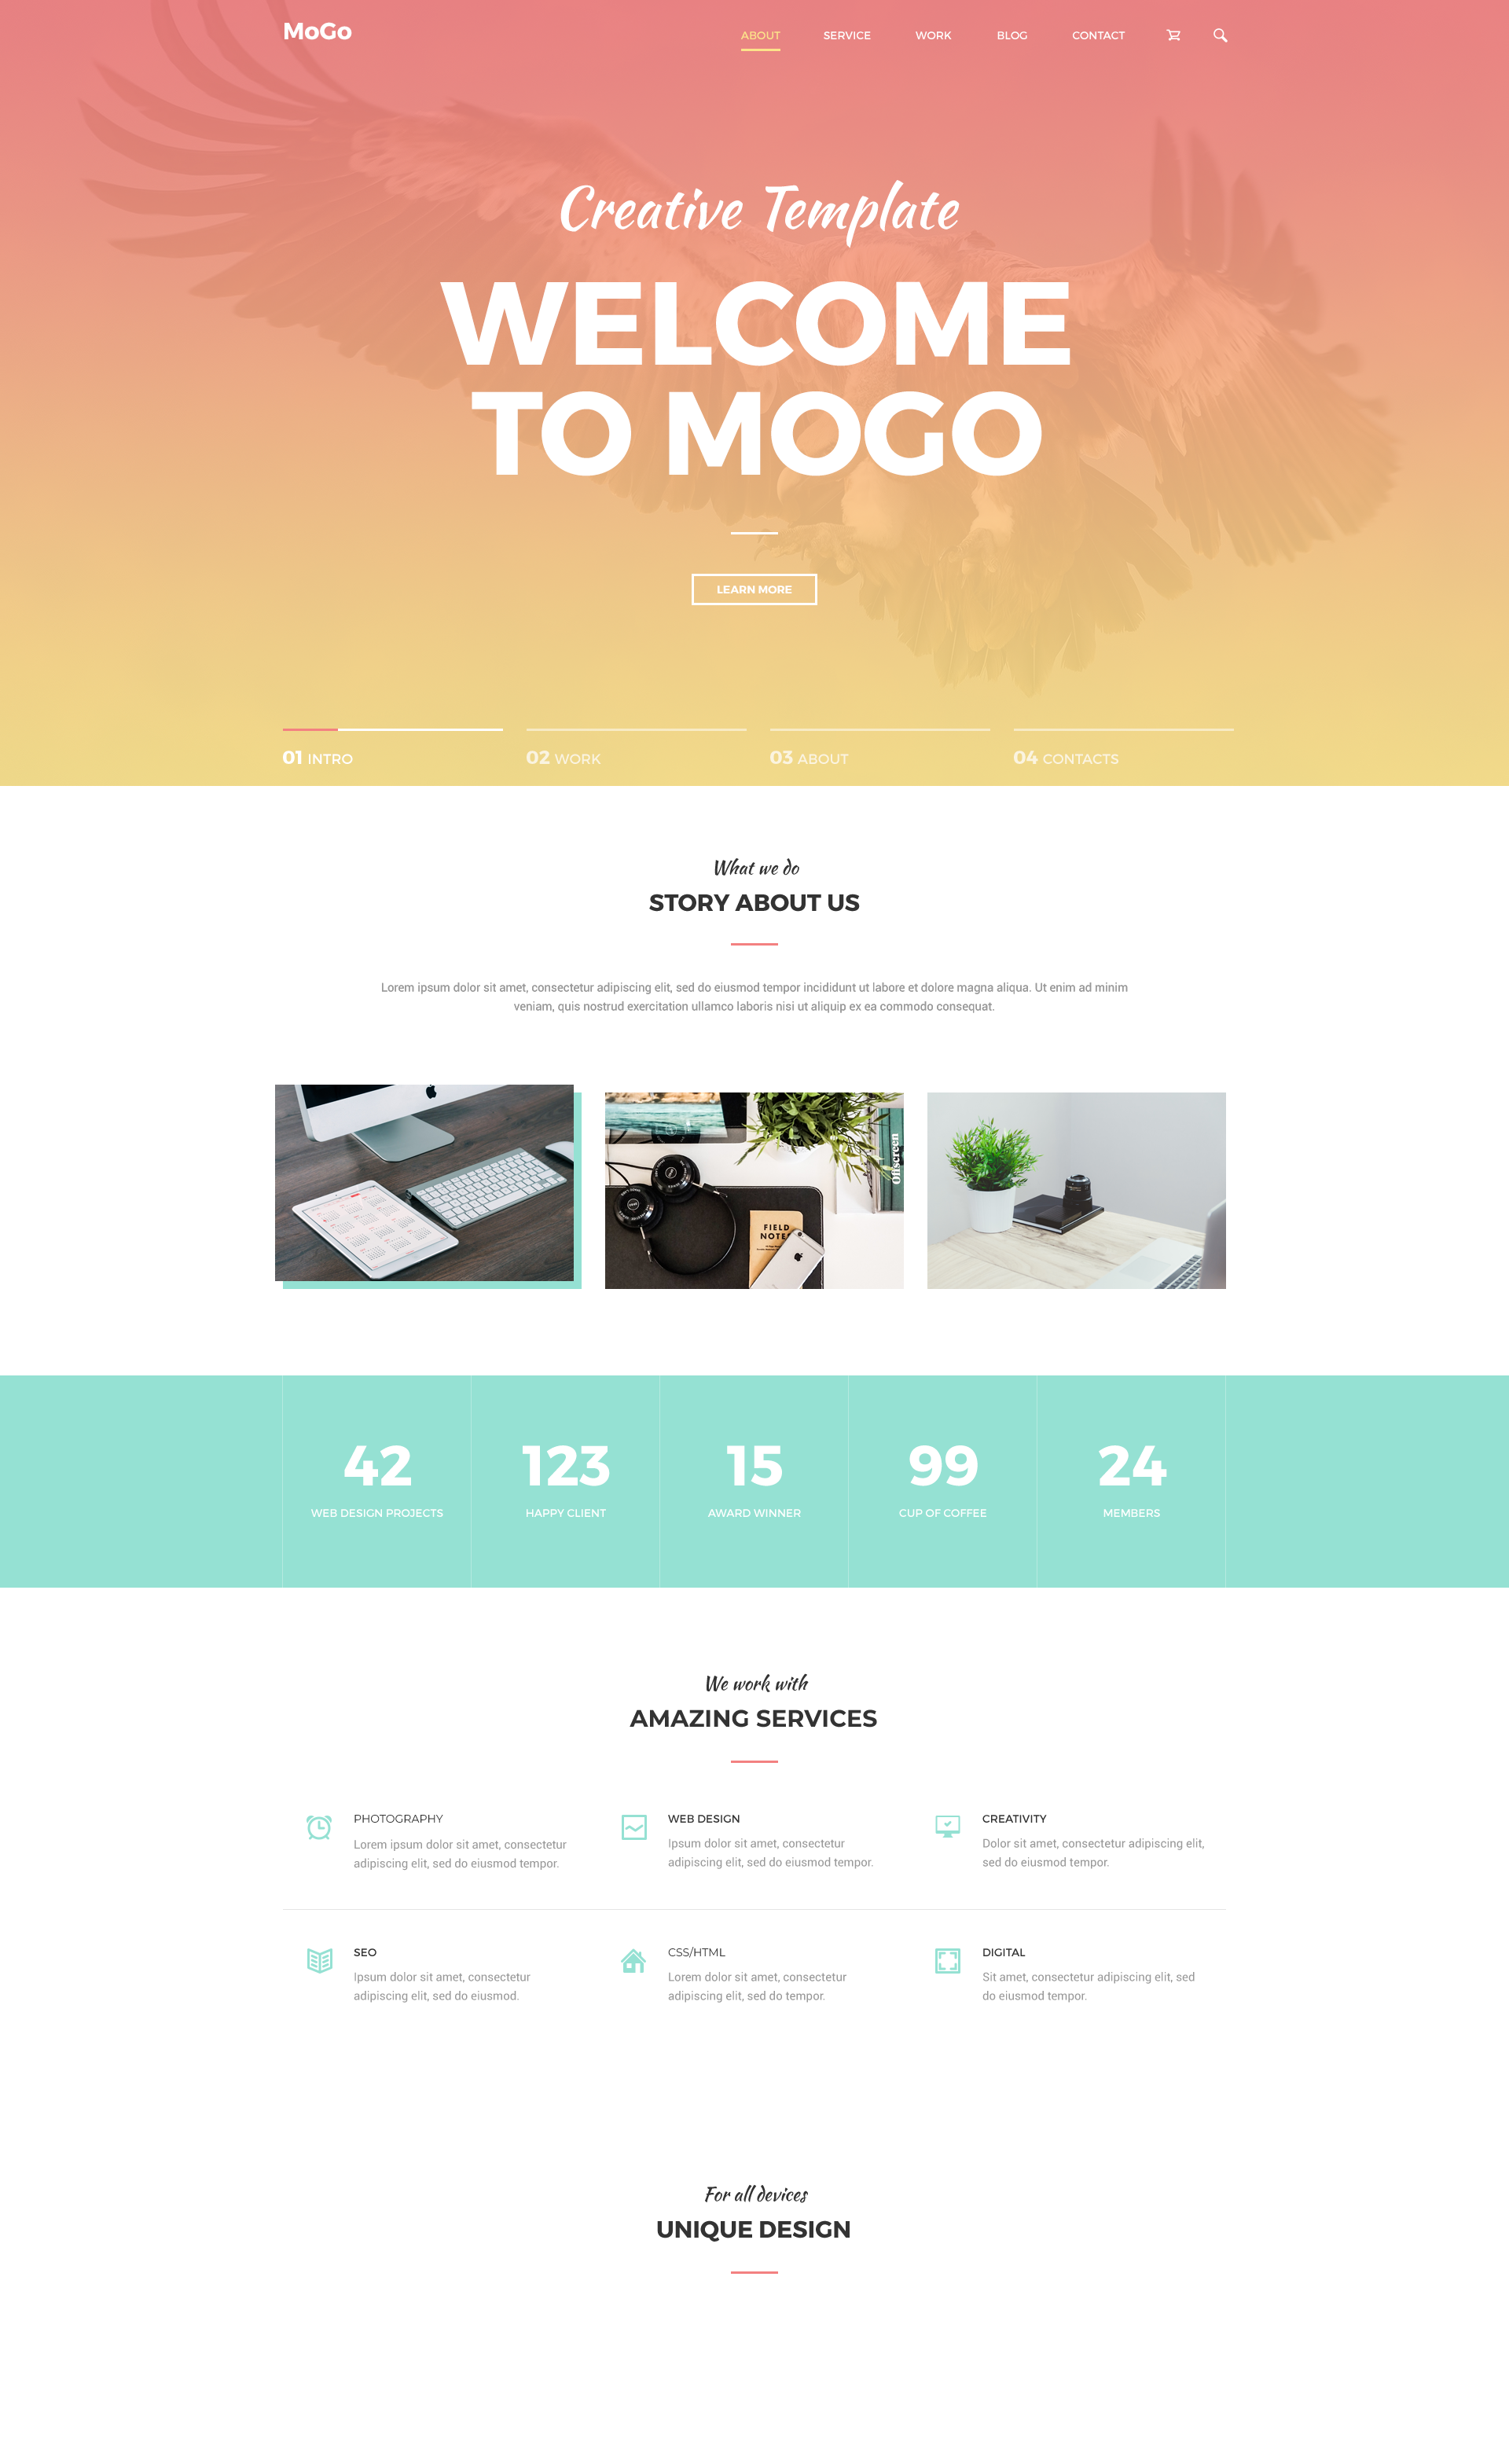 MoGo
ABOUT SERVICE WORK BLOG CONTACT
Creative Template
WELCOME
TO MOGO
LEARN MORE
01 INTRO 02 WORK 03 ABOUT 04 CONTACTS
What we do
STORY ABOUT US
Lorem ipsum dolor sit amet, consectetur adipiscing elit, sed do eiusmod tempor incididunt ut labore et dolore magna aliqua. Ut enim ad minim
veniam, quis nostrud exercitation ullamco laboris nisi ut aliquip ex ea commodo consequat.
Offscreen
FIELD
NOTES
42 123 15 99 24
WEB DESIGN PROJECTS HAPPY CLIENT AWARD WINNER CUP OF COFFEE MEMBERS
We work with
AMAZING SERVICES
PHOTOGRAPHY
Lorem ipsum dolor sit amet, consectetur
adipiscing elit, sed do eiusmod tempor.
WEB DESIGN
Ipsum dolor sit amet, consectetur
adipiscing elit, sed do eiusmod tempor.
CREATIVITY
Dolor sit amet, consectetur adipiscing elit,
sed do eiusmod tempor.
SEO
Ipsum dolor sit amet, consectetur
adipiscing elit, sed do eiusmod.
CSS/HTML
Lorem dolor sit amet, consectetur
adipiscing elit, sed do tempor.
DIGITAL
Sit amet, consectetur adipiscing elit, sed
do eiusmod tempor.
For all devices
UNIQUE DESIGN